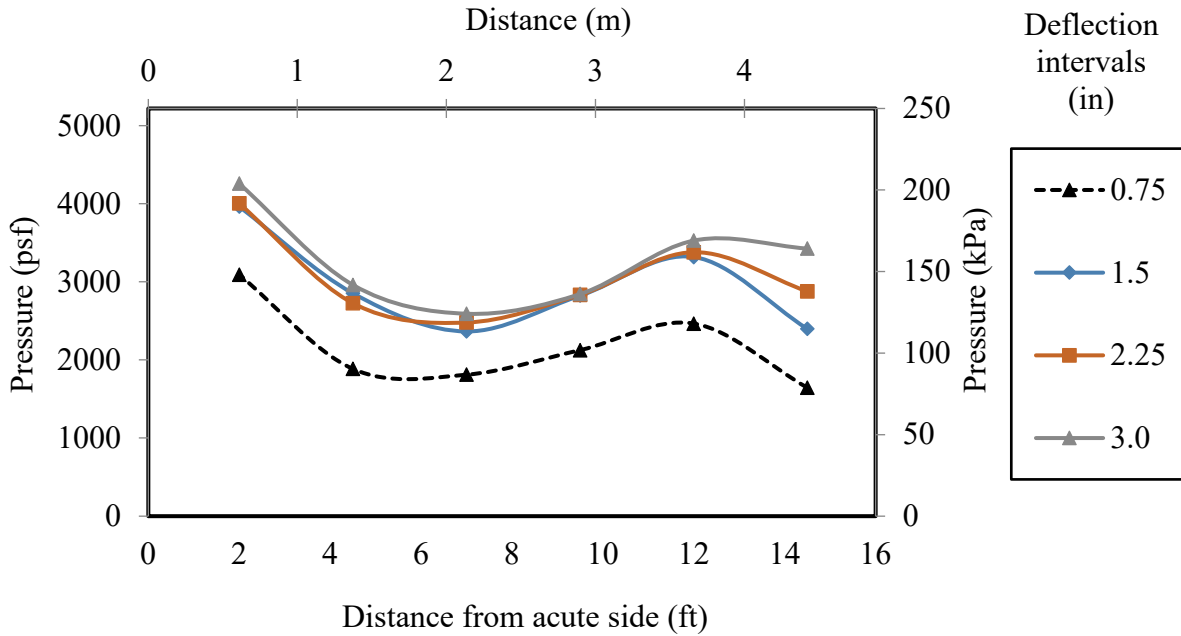 Distance (m)
0 1 2 3 4
Deflection
intervals
(in)
0.75
1.5
2.25
3.0
Pressure (psf)
5000
4000
3000
2000
1000
0
250
200
150
100
50
0
Pressure (kPa)
0 2 4 6 8 10 12 14 16
Distance from acute side (ft)